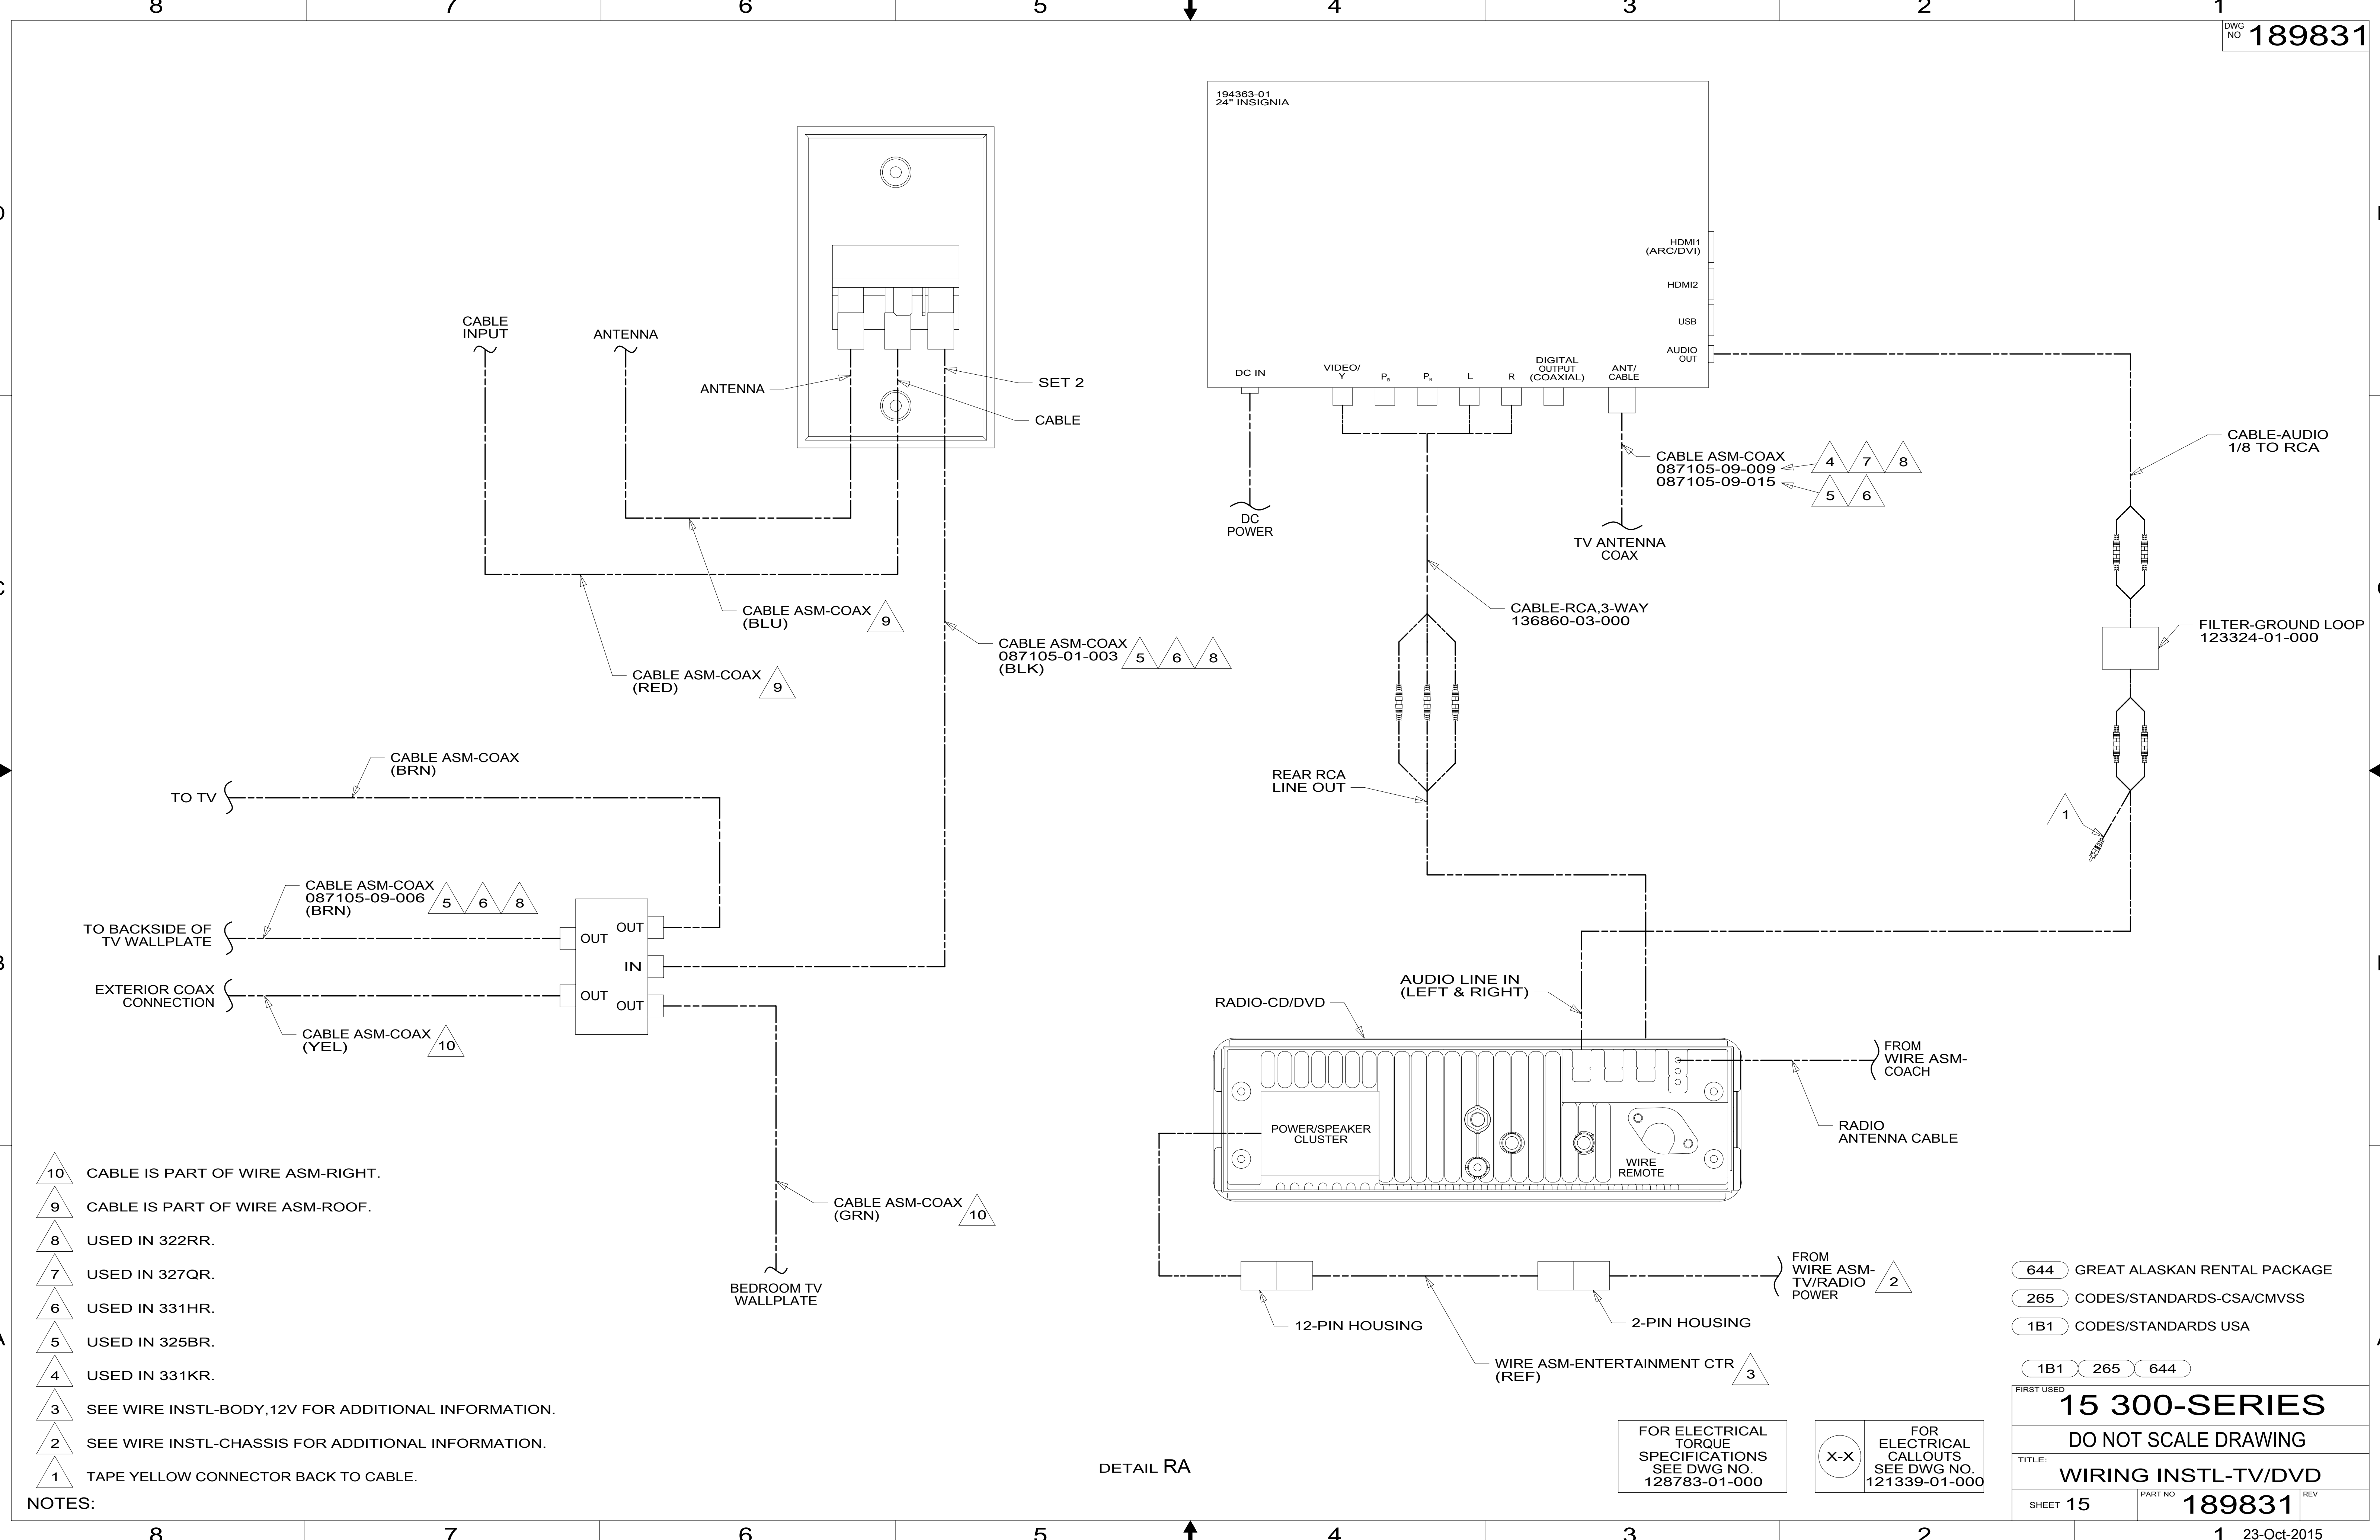 8 7 6 5 4 3 2 1
DWG NO 189831
D
194363-01
24" INSIGNIA
HDMI1
(ARC/DVI)
HDMI2
USB
AUDIO
OUT
DC IN
VIDEO/
Y
PB
PR
L
R
DIGITAL
OUTPUT
(COAXIAL)
ANT/
CABLE
CABLE
INPUT
ANTENNA
ANTENNA
SET 2
CABLE
CABLE ASM-COAX
(BLU)
9
CABLE ASM-COAX
(RED)
9
CABLE ASM-COAX
087105-01-003
(BLK)
5 6 8
CABLE ASM-COAX
(BRN)
TO TV
CABLE ASM-COAX
087105-09-006
(BRN)
5 6 8
TO BACKSIDE OF
TV WALLPLATE
EXTERIOR COAX
CONNECTION
CABLE ASM-COAX
(YEL)
10
OUT
OUT
IN
OUT
OUT
CABLE ASM-COAX
(GRN)
10
BEDROOM TV
WALLPLATE
DC
POWER
CABLE ASM-COAX
087105-09-009
4 7 8
087105-09-015
5 6
TV ANTENNA
COAX
CABLE-AUDIO
1/8 TO RCA
CABLE-RCA,3-WAY
136860-03-000
FILTER-GROUND LOOP
123324-01-000
REAR RCA
LINE OUT
1
AUDIO LINE IN
(LEFT & RIGHT)
RADIO-CD/DVD
FROM
WIRE ASM-
COACH
RADIO
ANTENNA CABLE
POWER/SPEAKER
CLUSTER
WIRE
REMOTE
FROM
WIRE ASM-
TV/RADIO
POWER
2
12-PIN HOUSING
2-PIN HOUSING
WIRE ASM-ENTERTAINMENT CTR
(REF)
3
10 CABLE IS PART OF WIRE ASM-RIGHT.
9 CABLE IS PART OF WIRE ASM-ROOF.
8 USED IN 322RR.
7 USED IN 327QR.
6 USED IN 331HR.
5 USED IN 325BR.
4 USED IN 331KR.
3 SEE WIRE INSTL-BODY,12V FOR ADDITIONAL INFORMATION.
2 SEE WIRE INSTL-CHASSIS FOR ADDITIONAL INFORMATION.
1 TAPE YELLOW CONNECTOR BACK TO CABLE.
NOTES:
DETAIL RA
FOR ELECTRICAL
TORQUE
SPECIFICATIONS
SEE DWG NO.
128783-01-000
X-X
FOR
ELECTRICAL
CALLOUTS
SEE DWG NO.
121339-01-000
644 GREAT ALASKAN RENTAL PACKAGE
265 CODES/STANDARDS-CSA/CMVSS
1B1 CODES/STANDARDS USA
1B1 265 644
FIRST USED
15 300-SERIES
DO NOT SCALE DRAWING
TITLE:
WIRING INSTL-TV/DVD
SHEET 15
PART NO 189831
REV
8 7 6 5 4 3 2 1
23-Oct-2015